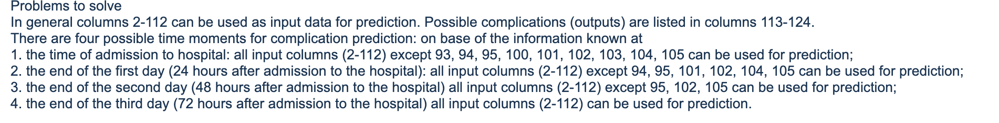 Problems to solve
In general columns 2-112 can be used as input data for prediction. Possible complications (outputs) are listed in columns 113-124.
There are four possible time moments for complication prediction: on base of the information known at
1. the time of admission to hospital: all input columns (2-112) except 93, 94, 95, 100, 101, 102, 103, 104, 105 can be used for prediction;
2. the end of the first day (24 hours after admission to the hospital): all input columns (2-112) except 94, 95, 101, 102, 104, 105 can be used for prediction;
3. the end of the second day (48 hours after admission to the hospital) all input columns (2-112) except 95, 102, 105 can be used for prediction;
4. the end of the third day (72 hours after admission to the hospital) all input columns (2-112) can be used for prediction.